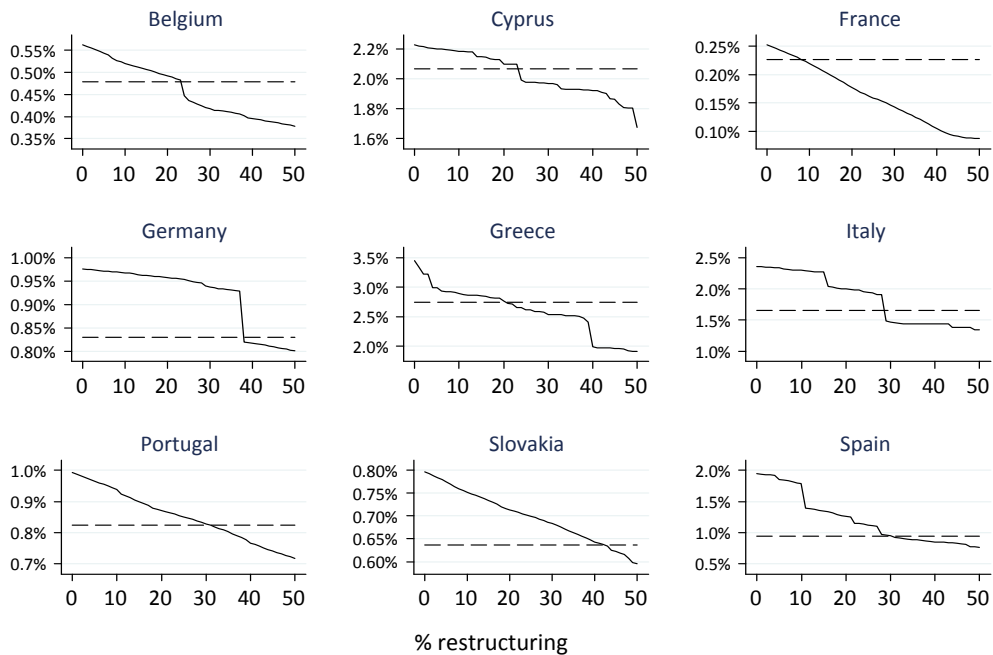 Belgium
0.55%
0.50%
0.45%
0.40%
0.35%
0 10 20 30 40 50
Cyprus
2.2%
2.0%
1.8%
1.6%
0 10 20 30 40 50
France
0.25%
0.20%
0.15%
0.10%
0 10 20 30 40 50
Germany
1.00%
0.95%
0.90%
0.85%
0.80%
0 10 20 30 40 50
Greece
3.5%
3.0%
2.5%
2.0%
0 10 20 30 40 50
Italy
2.5%
2.0%
1.5%
1.0%
0 10 20 30 40 50
Portugal
1.0%
0.9%
0.8%
0.7%
0 10 20 30 40 50
Slovakia
0.80%
0.75%
0.70%
0.65%
0.60%
0 10 20 30 40 50
Spain
2.0%
1.5%
1.0%
0.5%
0 10 20 30 40 50
% restructuring